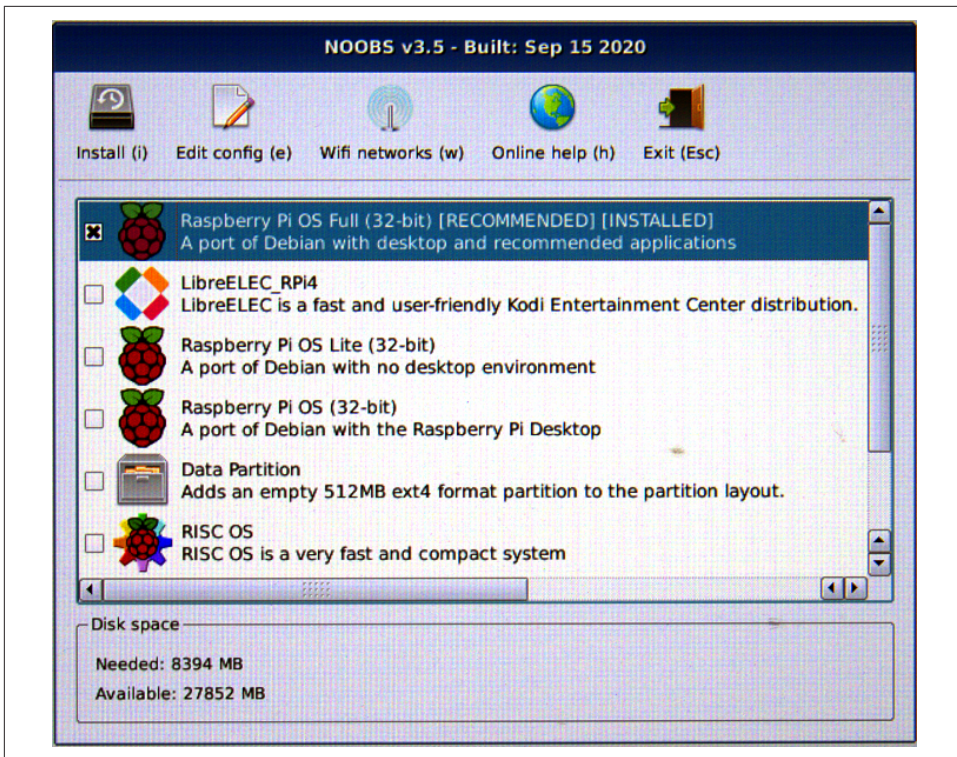 NOOBS v3.5 - Built: Sep 15 2020
Install (i) Edit config (e) Wifi networks (w) Online help (h) Exit (Esc)
Raspberry Pi OS Full (32-bit) [RECOMMENDED] [INSTALLED]
A port of Debian with desktop and recommended applications
LibreELEC_RPi4
LibreELEC is a fast and user-friendly Kodi Entertainment Center distribution.
Raspberry Pi OS Lite (32-bit)
A port of Debian with no desktop environment
Raspberry Pi OS (32-bit)
A port of Debian with the Raspberry Pi Desktop
Data Partition
Adds an empty 512MB ext4 format partition to the partition layout.
RISC OS
RISC OS is a very fast and compact system
Disk space
Needed: 8394 MB
Available: 27852 MB